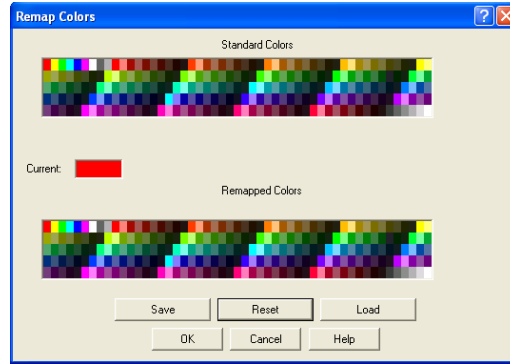 Remap Colors
Standard Colors
Current:
Remapped Colors
Save Reset Load
OK Cancel Help